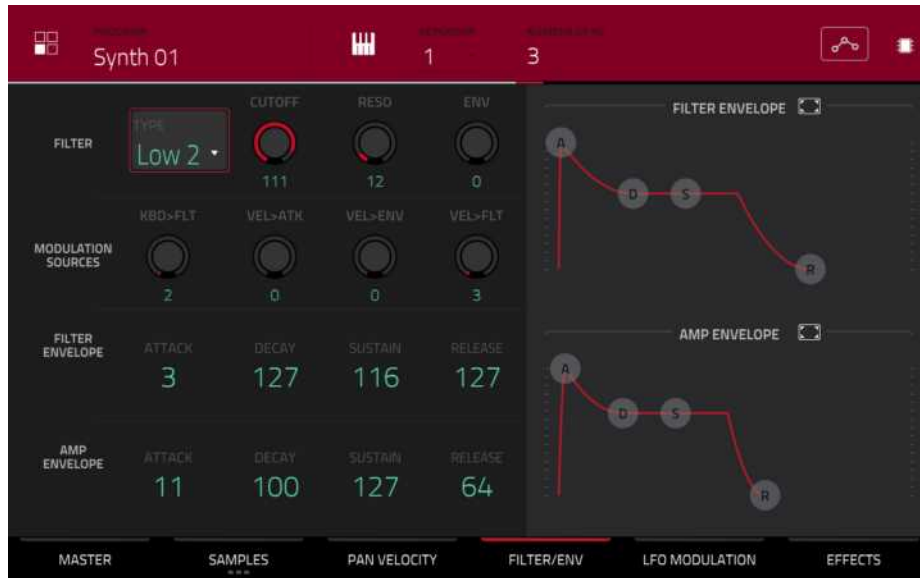 Synth 01
1
3
CUTOFF RESO ENV
FILTER ENVELOPE
FILTER
TYPE
Low 2
111 12 0
KBD>FLT VEL>ATK VEL>ENV VEL>FLT
MODULATION
SOURCES
2 0 0 3
FILTER
ENVELOPE
ATTACK DECAY SUSTAIN RELEASE
3 127 116 127
AMP
ENVELOPE
ATTACK DECAY SUSTAIN RELEASE
11 100 127 64
A
D S
R
AMP ENVELOPE
A
D S
R
MASTER SAMPLES PAN VELOCITY FILTER/ENV LFO MODULATION EFFECTS